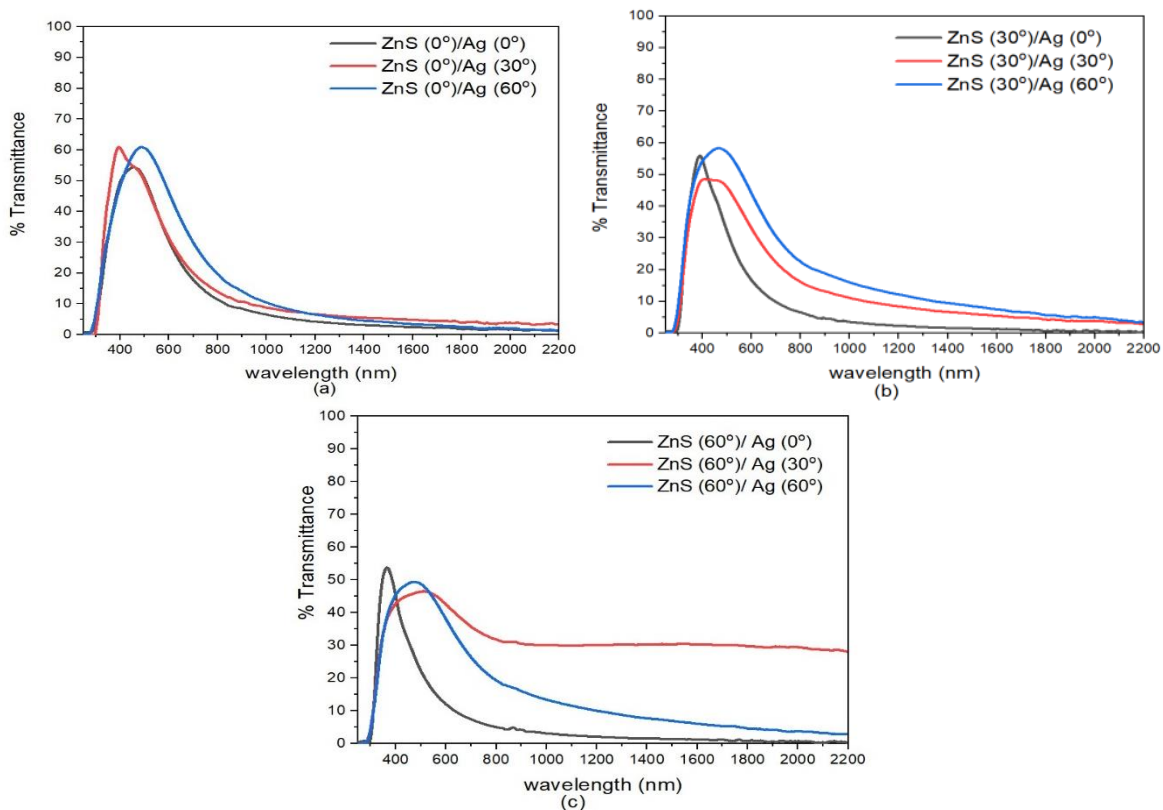 100
90
80
70
60
50
40
30
20
10
0
% Transmittance
ZnS (0°)/Ag (0°)
ZnS (0°)/Ag (30°)
ZnS (0°)/Ag (60°)
400 600 800 1000 1200 1400 1600 1800 2000 2200
wavelength (nm)
(a)
100
90
80
70
60
50
40
30
20
10
0
% Transmittance
ZnS (30°)/Ag (0°)
ZnS (30°)/Ag (30°)
ZnS (30°)/Ag (60°)
400 600 800 1000 1200 1400 1600 1800 2000 2200
wavelength (nm)
(b)
100
90
80
70
60
50
40
30
20
10
0
% Transmittance
ZnS (60°)/ Ag (0°)
ZnS (60°)/ Ag (30°)
ZnS (60°)/ Ag (60°)
400 600 800 1000 1200 1400 1600 1800 2000 2200
wavelength (nm)
(c)